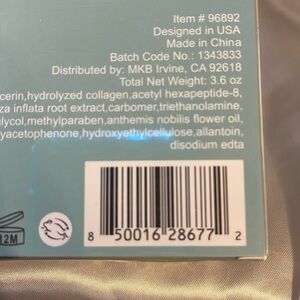 Item # 96892
Designed in USA
Made in China
Batch Code No.: 1343833
Distributed by: MKB Irvine, CA 92618
Total Net Weight: 3.6 oz
cerin,hydrolyzed collagen,acetyl hexapeptide-8,
za inflata root extract,carbomer,triethanolamine,
glycol,methylparaben,anthemis nobilis flower oil,
yacetophenone,hydroxyethylcellulose,allantoin,
disodium edta
12M
8 50016 28677 2